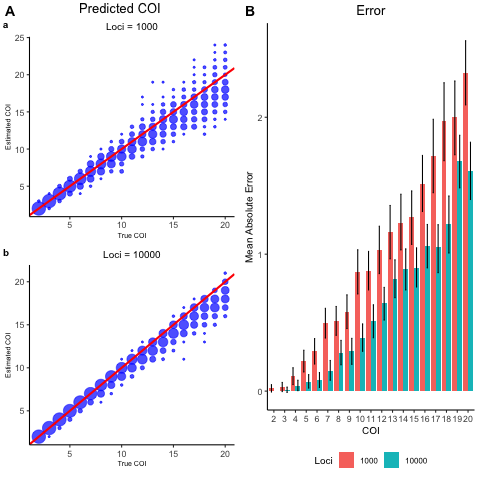 A
Predicted COI
a
Loci = 1000
25
20
15
10
5
Estimated COI
5
10
15
20
True COI
b
Loci = 10000
20
15
10
5
Estimated COI
5
10
15
20
True COI
B
Error
2
1
0
Mean Absolute Error
2 3 4 5 6 7 8 9 10 11 12 13 14 15 16 17 18 19 20
COI
Loci 1000 10000